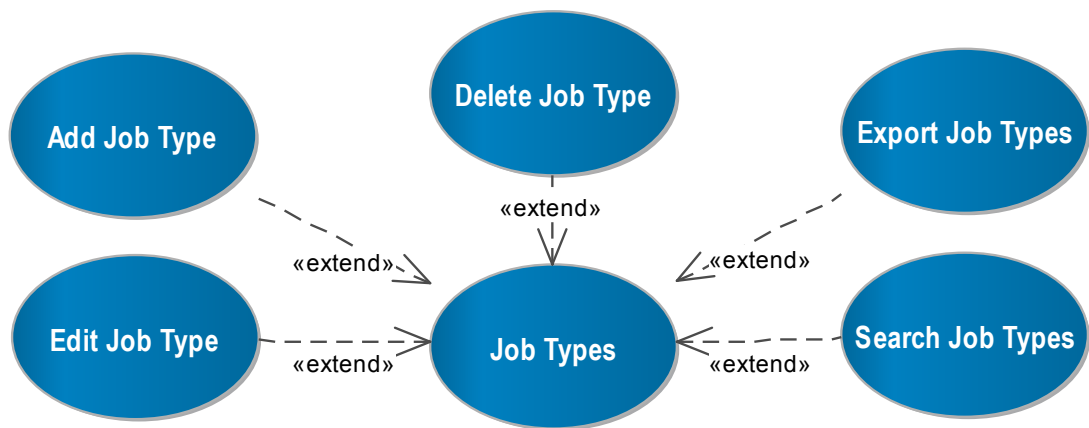 Delete Job Type
Add Job Type
Export Job Types
«extend»
«extend»
«extend»
Edit Job Type
Job Types
Search Job Types
«extend»
«extend»